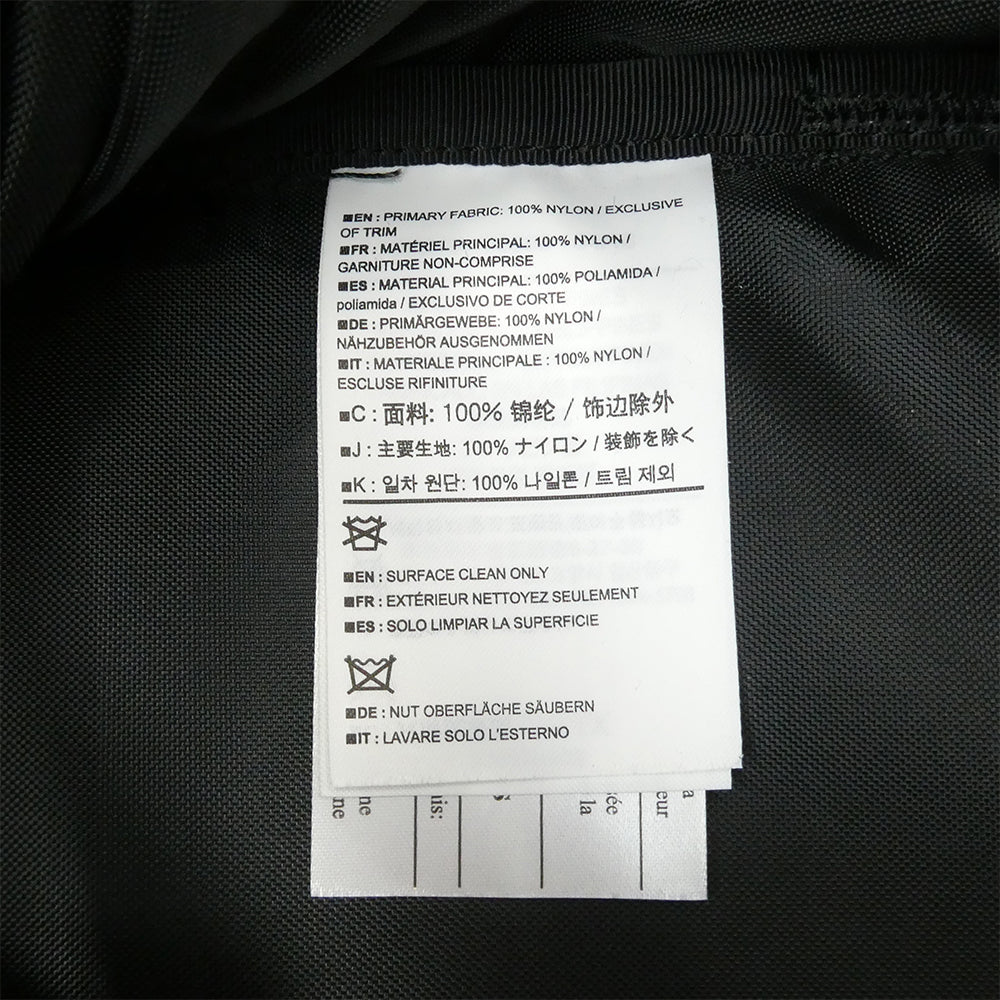 EN : PRIMARY FABRIC: 100% NYLON / EXCLUSIVE
OF TRIM
FR : MATÉRIEL PRINCIPAL: 100% NYLON /
GARNITURE NON-COMPRISE
ES : MATERIAL PRINCIPAL: 100% POLIAMIDA /
poliamida / EXCLUSIVO DE CORTE
DE : PRIMÄRGEWEBE: 100% NYLON /
NÄHZUBEHÖR AUSGENOMMEN
IT : MATERIALE PRINCIPALE : 100% NYLON /
ESCLUSE RIFINITURE
C : 面料: 100% 锦纶 / 饰边除外
J : 主要生地: 100% ナイロン / 装飾を除く
K : 일차 원단: 100% 나일론 / 트림 제외
EN : SURFACE CLEAN ONLY
FR : EXTÉRIEUR NETTOYEZ SEULEMENT
ES : SOLO LIMPIAR LA SUPERFICIE
DE : NUT OBERFLÄCHE SÄUBERN
IT : LAVARE SOLO L'ESTERNO